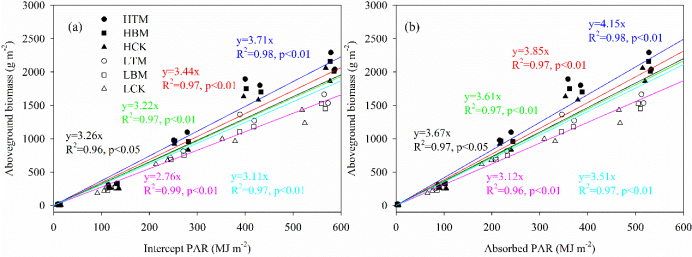 (a)
HTM
HBM
HCK
LTM
LBM
LCK
y=3.71x
R²=0.98, p<0.01
y=3.44x
R²=0.97, p<0.01
y=3.22x
R²=0.97, p<0.01
y=3.26x
R²=0.96, p<0.05
y=2.76x
R²=0.99, p<0.01
y=3.11x
R²=0.97, p<0.01
Aboveground biomass (g m⁻²)
3000
2500
2000
1500
1000
500
0
0 100 200 300 400 500 600
Intercept PAR (MJ m⁻²)
(b)
y=4.15x
R²=0.98, p<0.01
y=3.85x
R²=0.97, p<0.01
y=3.61x
R²=0.97, p<0.01
y=3.67x
R²=0.97, p<0.05
y=3.12x
R²=0.96, p<0.01
y=3.51x
R²=0.97, p<0.01
Aboveground biomass (g m⁻²)
3000
2500
2000
1500
1000
500
0
0 100 200 300 400 500 600
Absorbed PAR (MJ m⁻²)